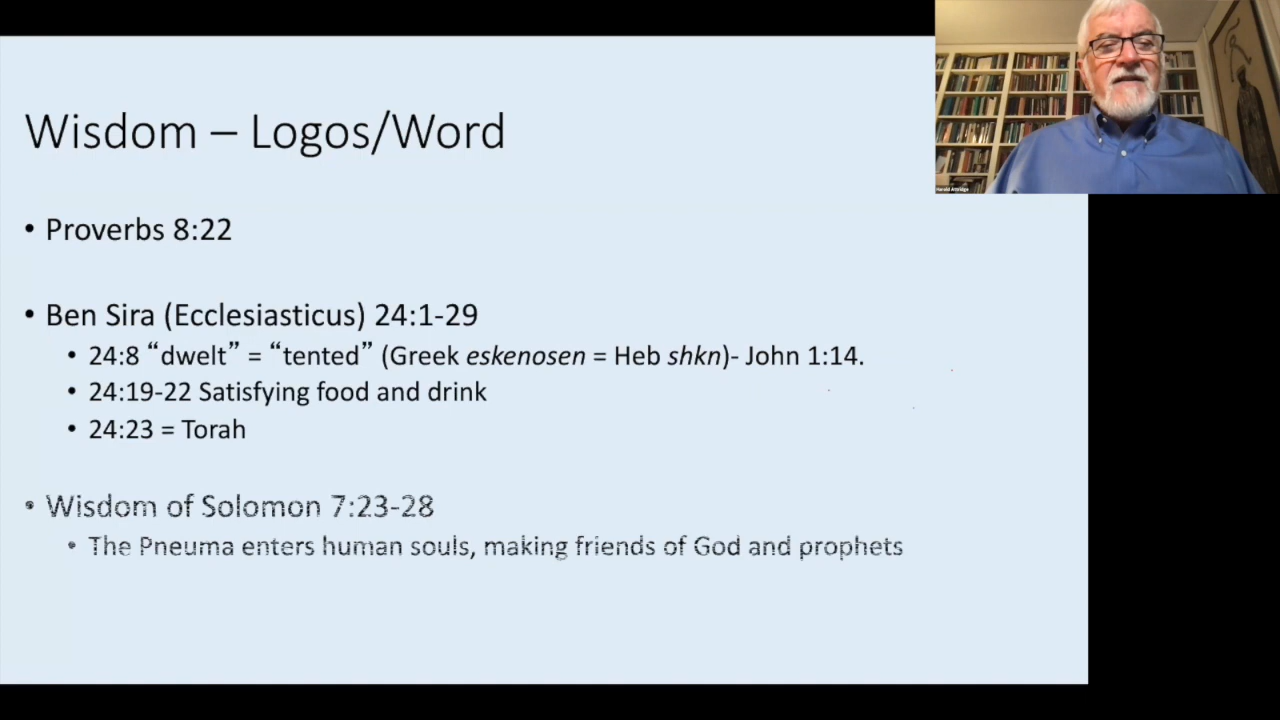 Wisdom – Logos/Word
• Proverbs 8:22
• Ben Sira (Ecclesiasticus) 24:1-29
• 24:8 “dwelt” = “tented” (Greek eskenosen = Heb shkn)- John 1:14.
• 24:19-22 Satisfying food and drink
• 24:23 = Torah
• Wisdom of Solomon 7:23-28
• The Pneuma enters human souls, making friends of God and prophets
Harold Attridge